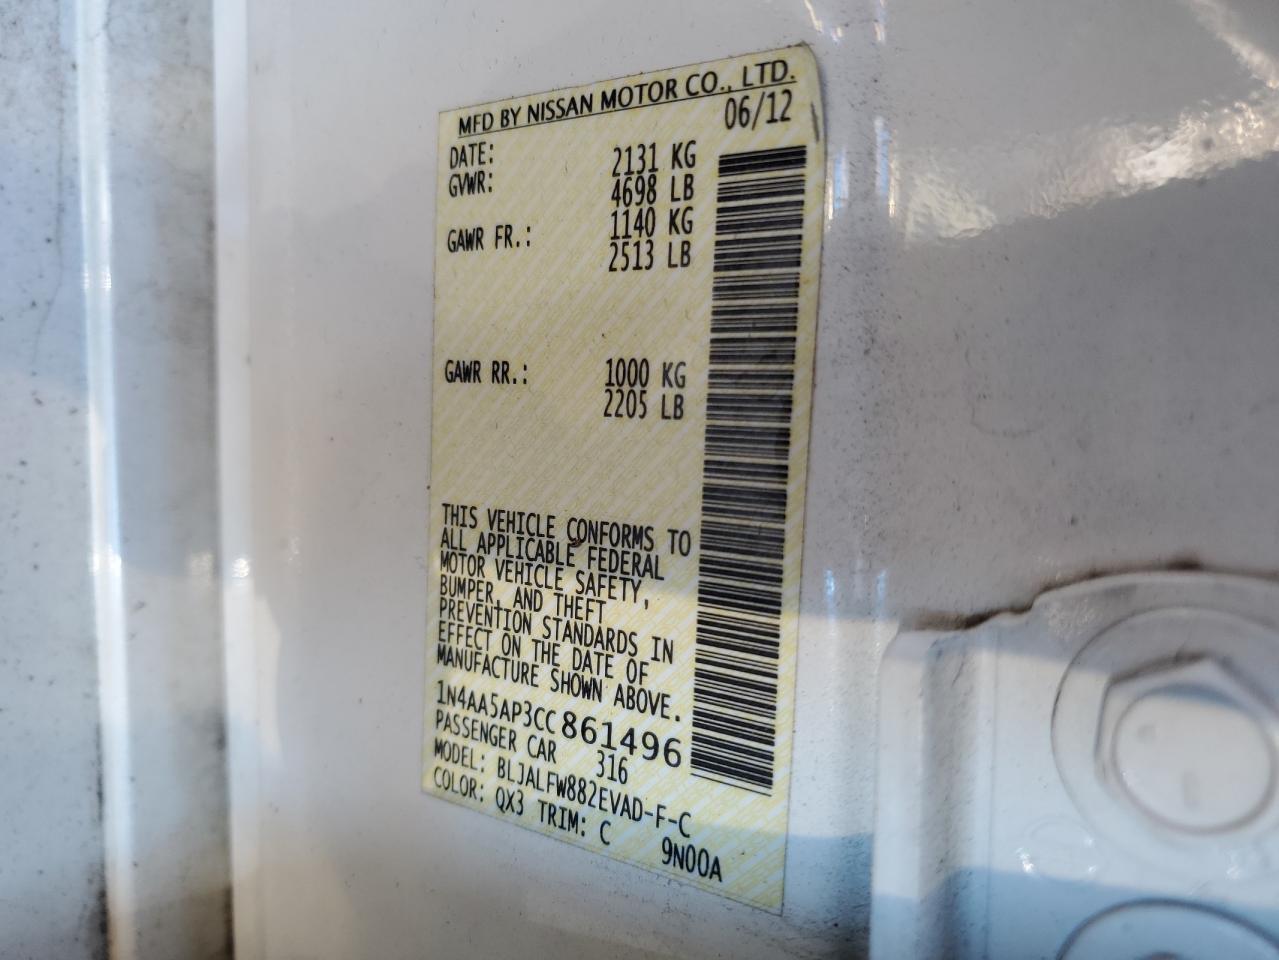 MFD BY NISSAN MOTOR CO., LTD.
DATE: 06/12
GVWR: 2131 KG
4698 LB
GAWR FR.: 1140 KG
2513 LB
GAWR RR.: 1000 KG
2205 LB
THIS VEHICLE CONFORMS TO
ALL APPLICABLE FEDERAL
MOTOR VEHICLE SAFETY,
BUMPER, AND THEFT
PREVENTION STANDARDS IN
EFFECT ON THE DATE OF
MANUFACTURE SHOWN ABOVE.
1N4AA5AP3CC861496
PASSENGER CAR 316
MODEL: BLJALFW882EVAD-F-C
COLOR: QX3 TRIM: C 9N00A